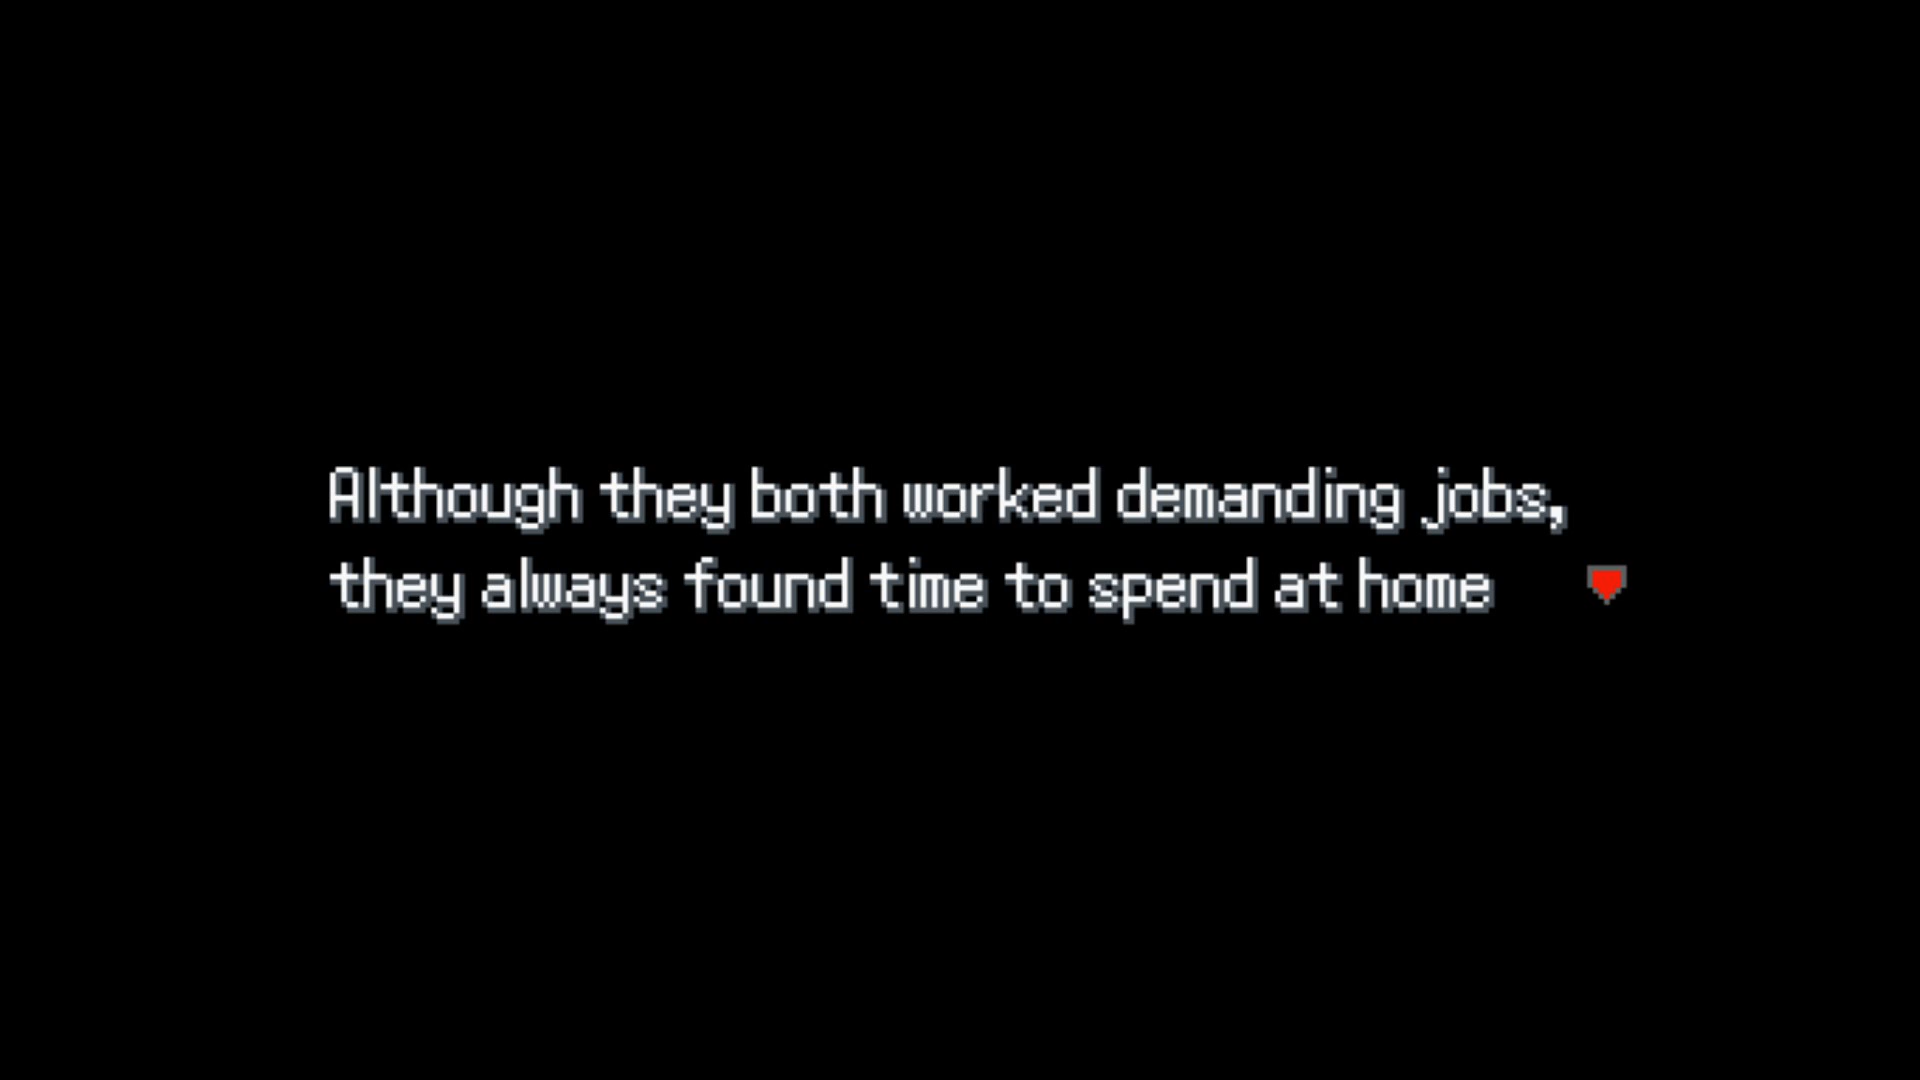 Although they both worked demanding jobs,
they always found time to spend at home